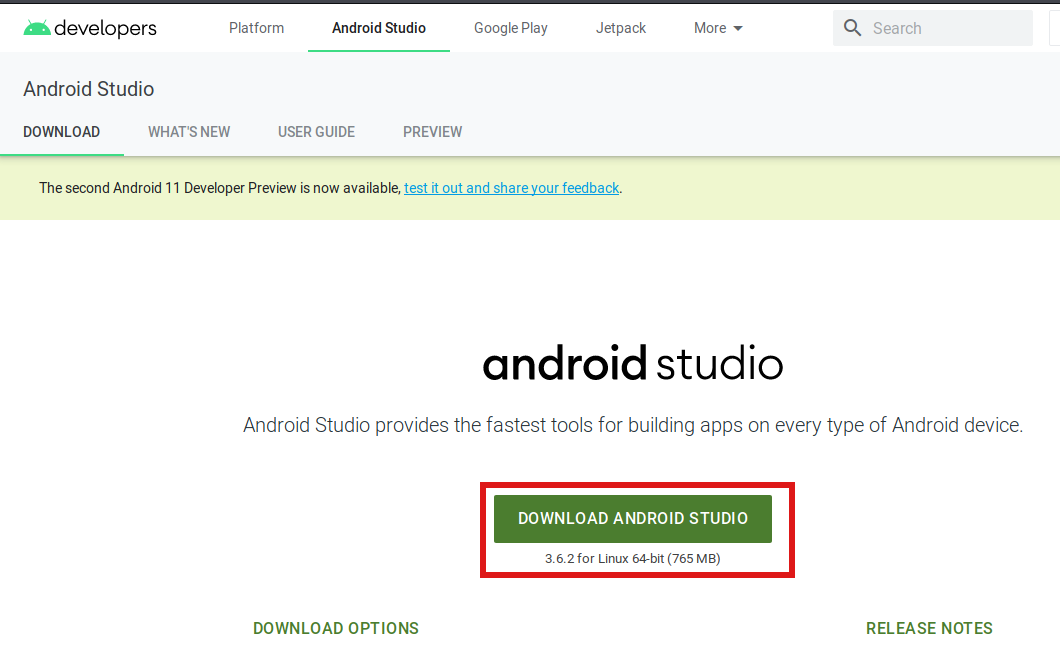 developers Platform Android Studio Google Play Jetpack More Search
Android Studio
DOWNLOAD WHAT'S NEW USER GUIDE PREVIEW
The second Android 11 Developer Preview is now available, test it out and share your feedback.
android studio
Android Studio provides the fastest tools for building apps on every type of Android device.
DOWNLOAD ANDROID STUDIO
3.6.2 for Linux 64-bit (765 MB)
DOWNLOAD OPTIONS RELEASE NOTES